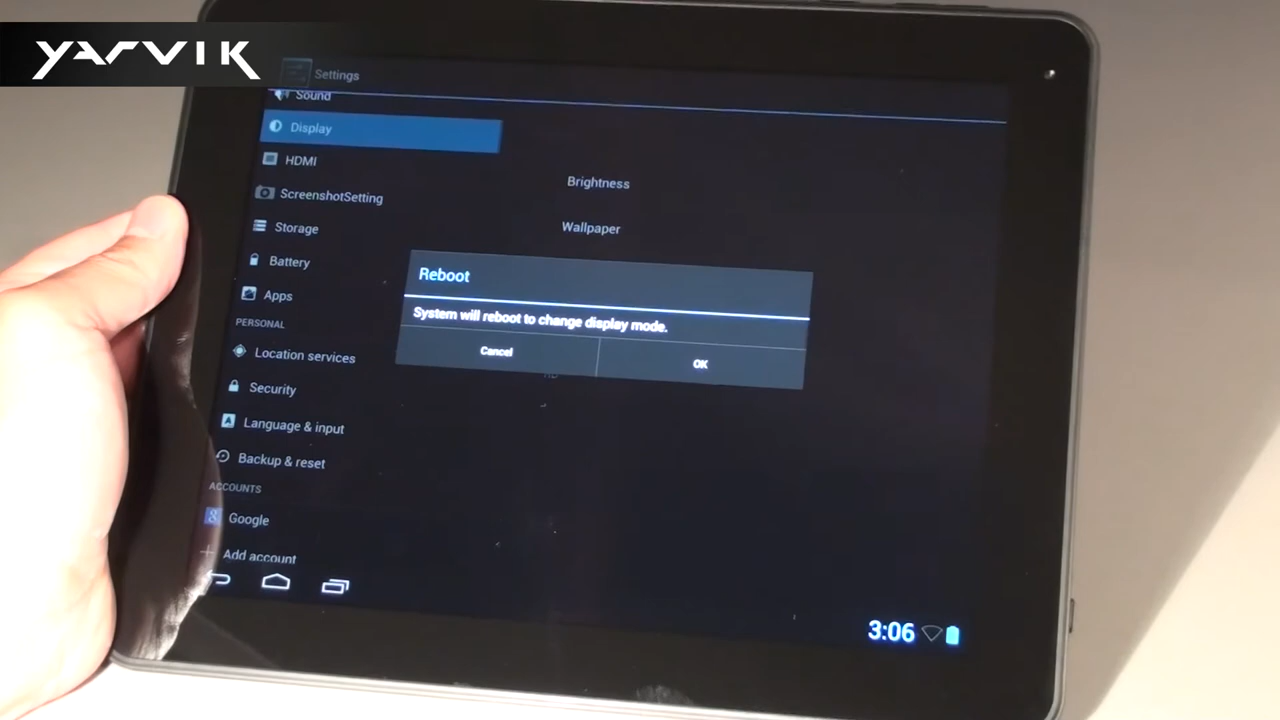 YARVIK
Settings
Sound
Display
HDMI
ScreenshotSetting
Storage
Battery
Apps
PERSONAL
Location services
Security
Language & input
Backup & reset
ACCOUNTS
Google
Add account
Brightness
Wallpaper
Reboot
System will reboot to change display mode.
Cancel
OK
3:06